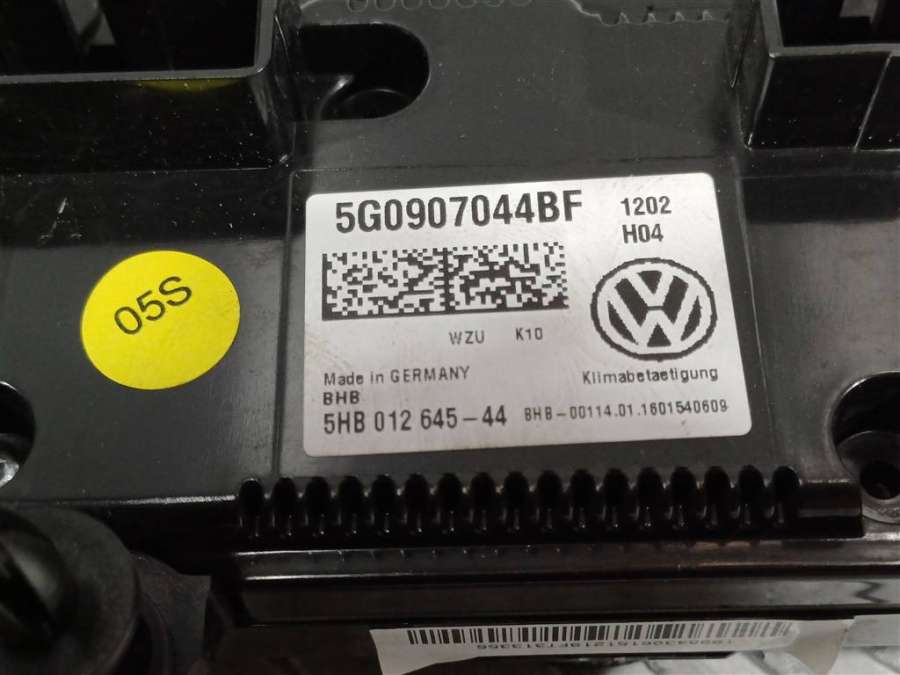 5G0907044BF 1202
H04
05S
WZU K10
Made in GERMANY
Klimabetaetigung
BHB
5HB 012 645-44 BHB-00114.01.1601540609